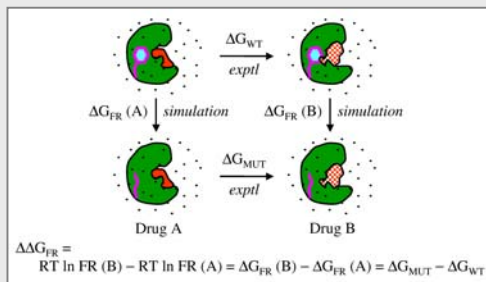 ΔG_WT
exptl
ΔG_FR (A) simulation ΔG_FR (B) simulation
ΔG_MUT
exptl
Drug A Drug B
ΔΔG_FR =
RT ln FR (B) − RT ln FR (A) = ΔG_FR (B) − ΔG_FR (A) = ΔG_MUT − ΔG_WT